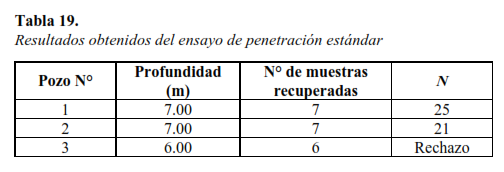 Tabla 19.
Resultados obtenidos del ensayo de penetración estándar
Pozo N° Profundidad (m) N° de muestras recuperadas N
1 7.00 7 25
2 7.00 7 21
3 6.00 6 Rechazo